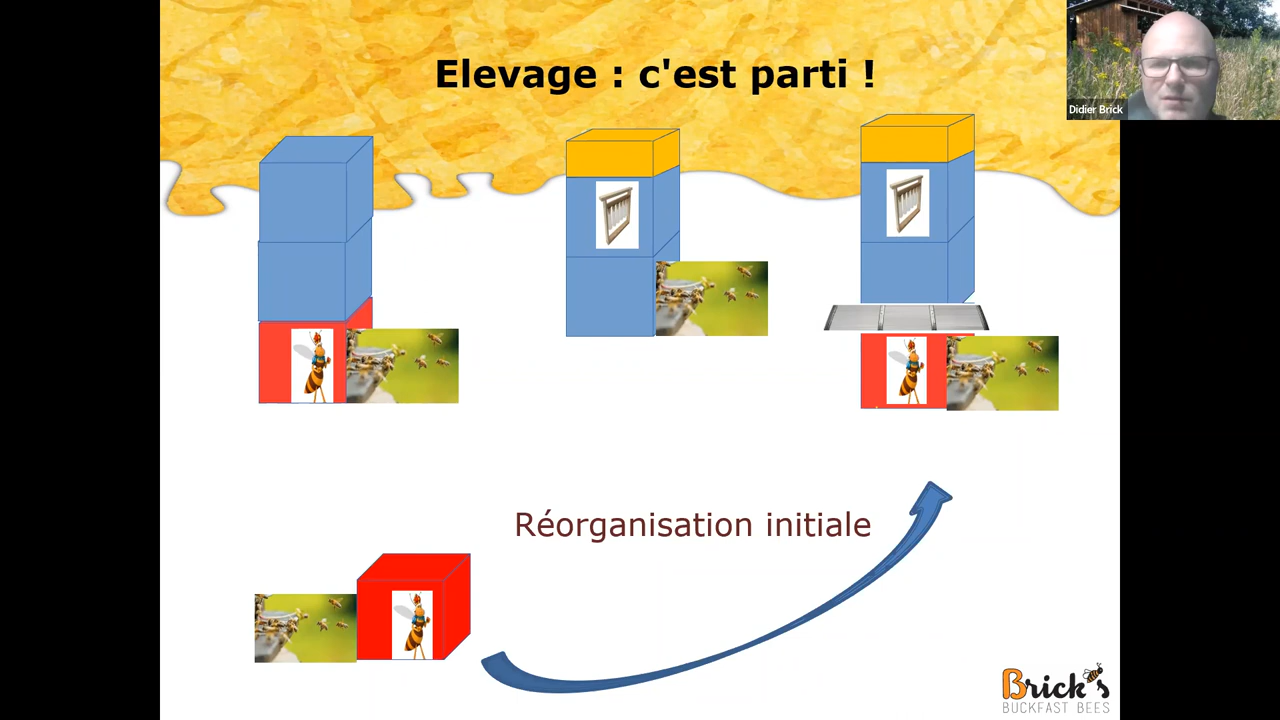 Elevage : c'est parti !
Didier Brick
Réorganisation initiale
Brick's
BUCKFAST BEES